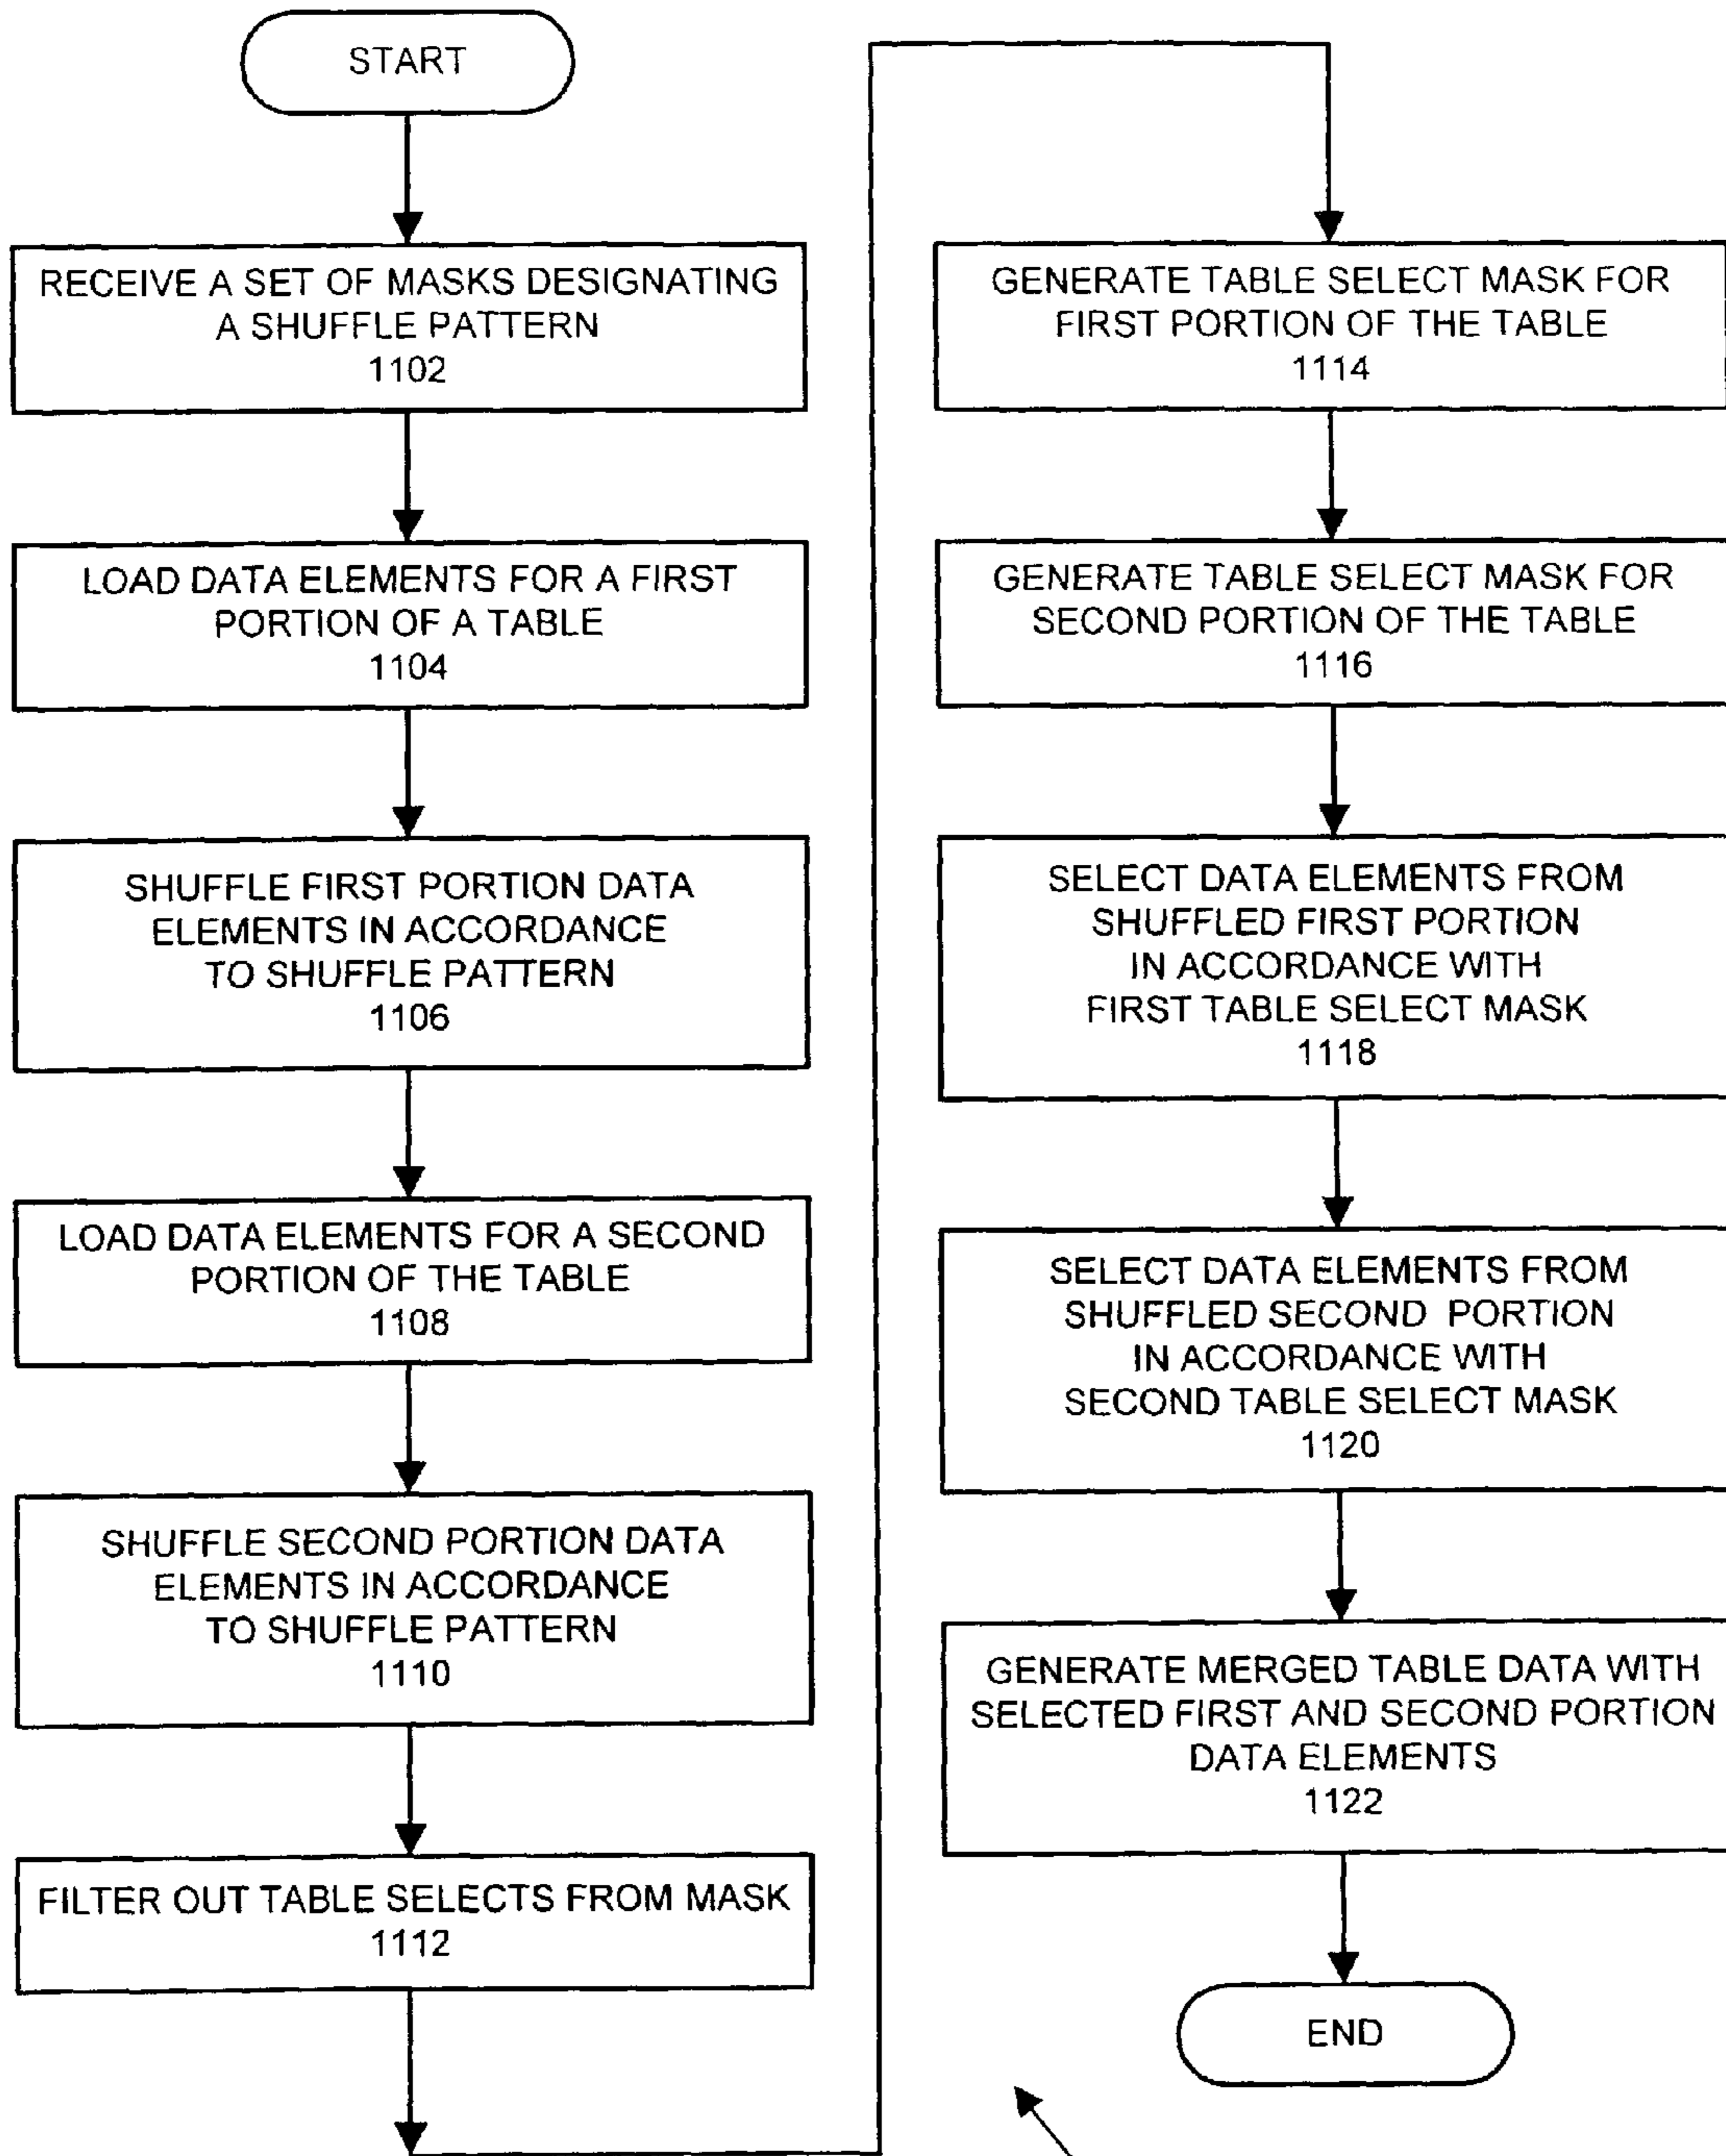 START
RECEIVE A SET OF MASKS DESIGNATING
A SHUFFLE PATTERN
1102
LOAD DATA ELEMENTS FOR A FIRST
PORTION OF A TABLE
1104
SHUFFLE FIRST PORTION DATA
ELEMENTS IN ACCORDANCE
TO SHUFFLE PATTERN
1106
LOAD DATA ELEMENTS FOR A SECOND
PORTION OF THE TABLE
1108
SHUFFLE SECOND PORTION DATA
ELEMENTS IN ACCORDANCE
TO SHUFFLE PATTERN
1110
FILTER OUT TABLE SELECTS FROM MASK
1112
GENERATE TABLE SELECT MASK FOR
FIRST PORTION OF THE TABLE
1114
GENERATE TABLE SELECT MASK FOR
SECOND PORTION OF THE TABLE
1116
SELECT DATA ELEMENTS FROM
SHUFFLED FIRST PORTION
IN ACCORDANCE WITH
FIRST TABLE SELECT MASK
1118
SELECT DATA ELEMENTS FROM
SHUFFLED SECOND PORTION
IN ACCORDANCE WITH
SECOND TABLE SELECT MASK
1120
GENERATE MERGED TABLE DATA WITH
SELECTED FIRST AND SECOND PORTION
DATA ELEMENTS
1122
END